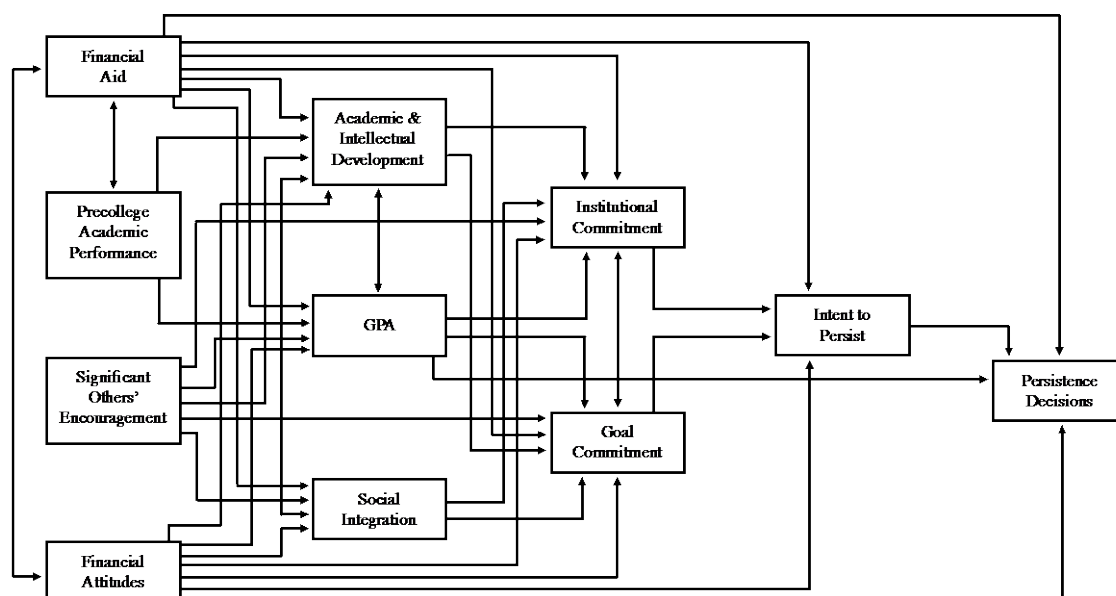 Financial
Aid
Academic &
Intellectual
Development
Precollege
Academic
Performance
Institutional
Commitment
GPA
Intent to
Persist
Significant
Others'
Encouragement
Persistence
Decisions
Goal
Commitment
Social
Integration
Financial
Attitudes